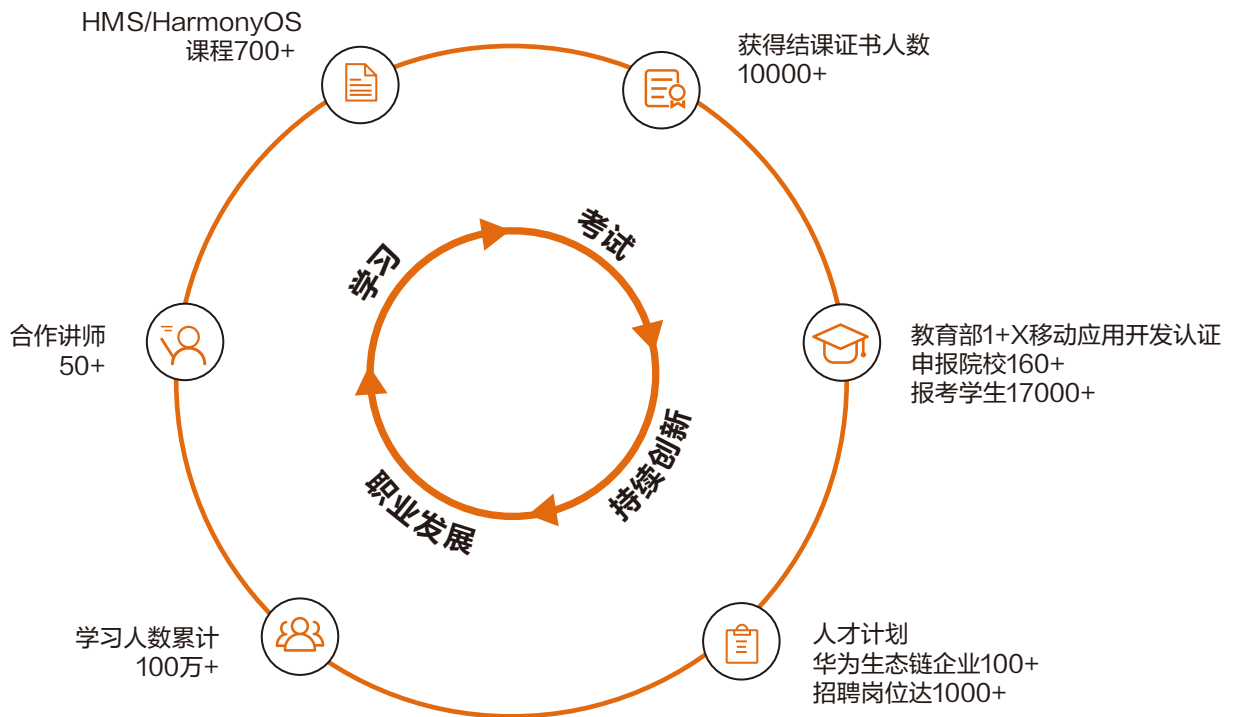 HMS/HarmonyOS
课程700+
获得结课证书人数
10000+
考试
学习
合作讲师
50+
教育部1+X移动应用开发认证
申报院校160+
报考学生17000+
持续创新
职业发展
学习人数累计
100万+
人才计划
华为生态链企业100+
招聘岗位达1000+